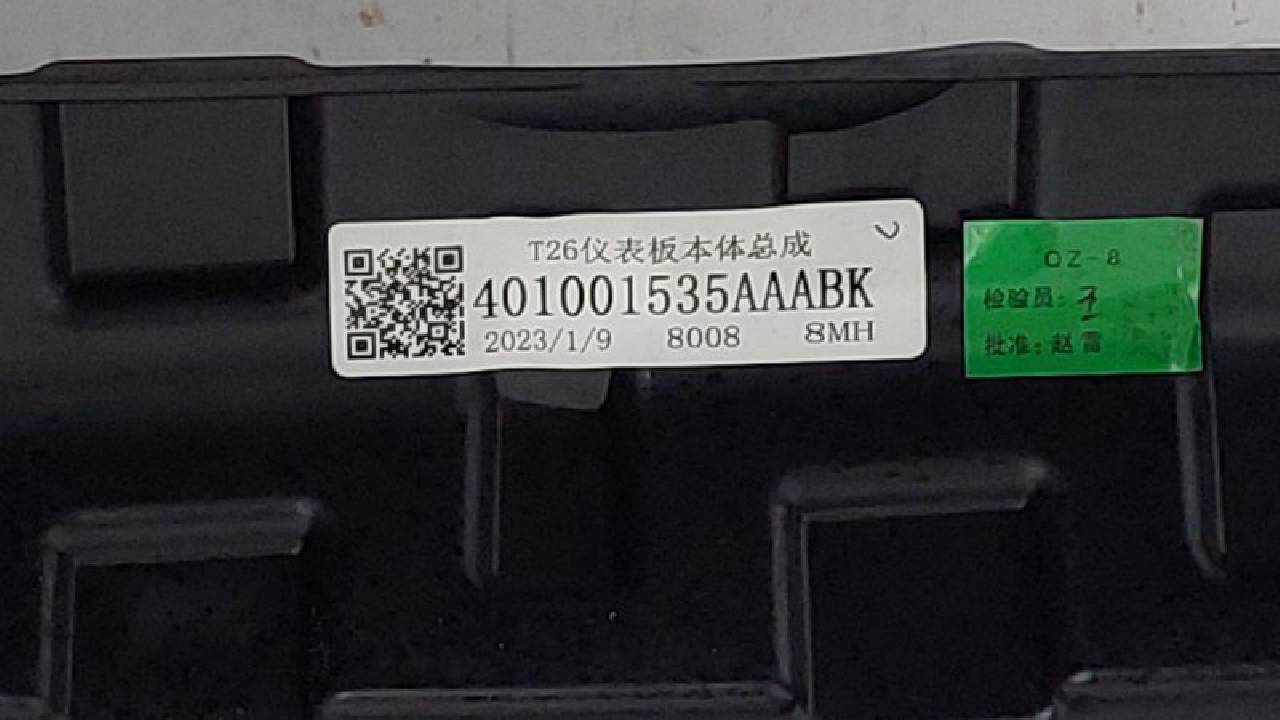 T26仪表板本体总成
401001535AAABK
2023/1/9 8008 8MH
QZ-8
检验员:
批准:赵雷